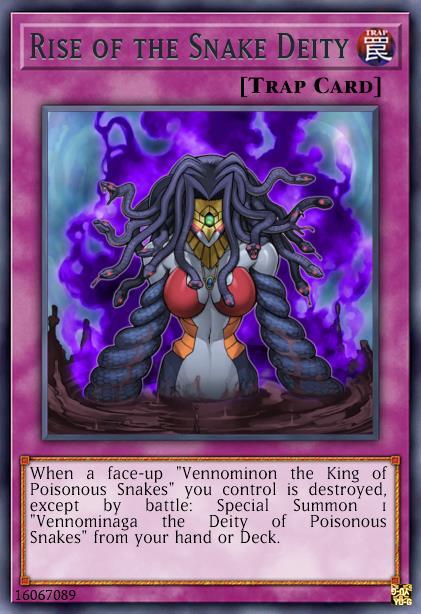 Rise of the Snake Deity
TRAP
罠
[Trap Card]
When a face-up "Vennominon the King of
Poisonous Snakes" you control is destroyed,
except by battle: Special Summon 1
"Vennominaga the Deity of Poisonous
Snakes" from your hand or Deck.
16067089